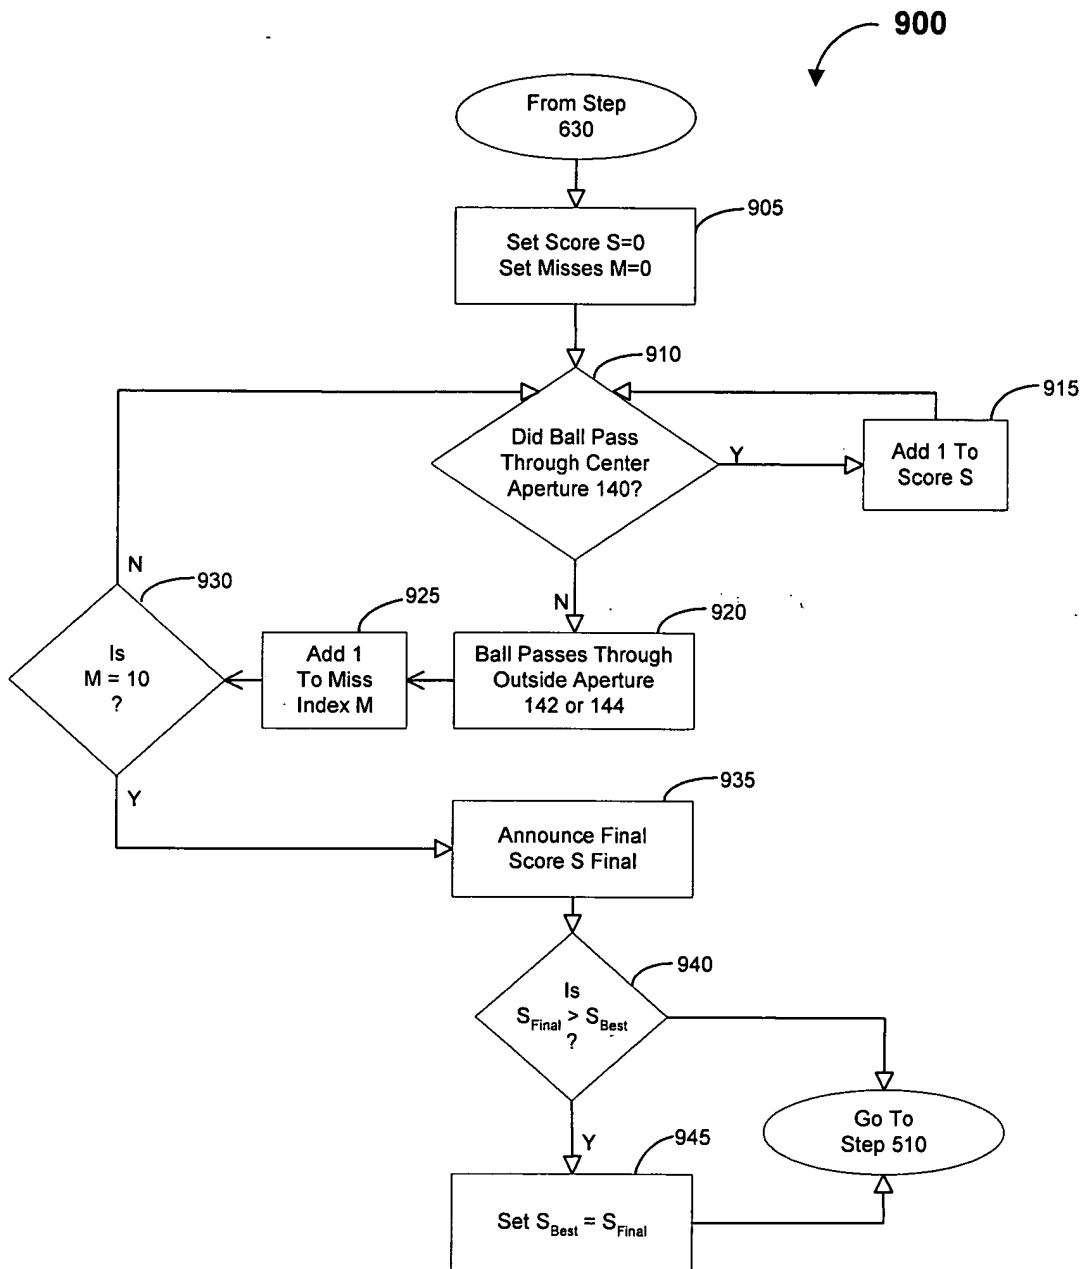 900
From Step
630
905
Set Score S=0
Set Misses M=0
910
915
Did Ball Pass
Through Center
Aperture 140?
Y
Add 1 To
Score S
N
930
925
N
920
Is
M = 10
?
Add 1
To Miss
Index M
Ball Passes Through
Outside Aperture
142 or 144
Y
935
Announce Final
Score S Final
940
Is
S_Final > S_Best
?
Go To
Step 510
Y
945
Set S_Best = S_Final